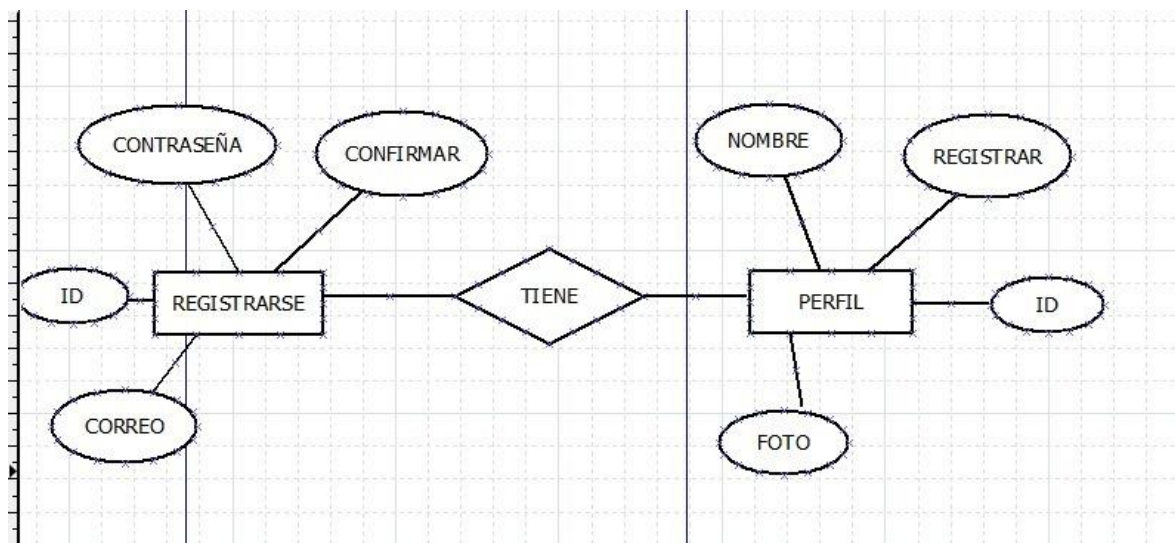 CONTRASEÑA
CONFIRMAR
NOMBRE
REGISTRAR
ID
REGISTRARSE
TIENE
PERFIL
ID
CORREO
FOTO